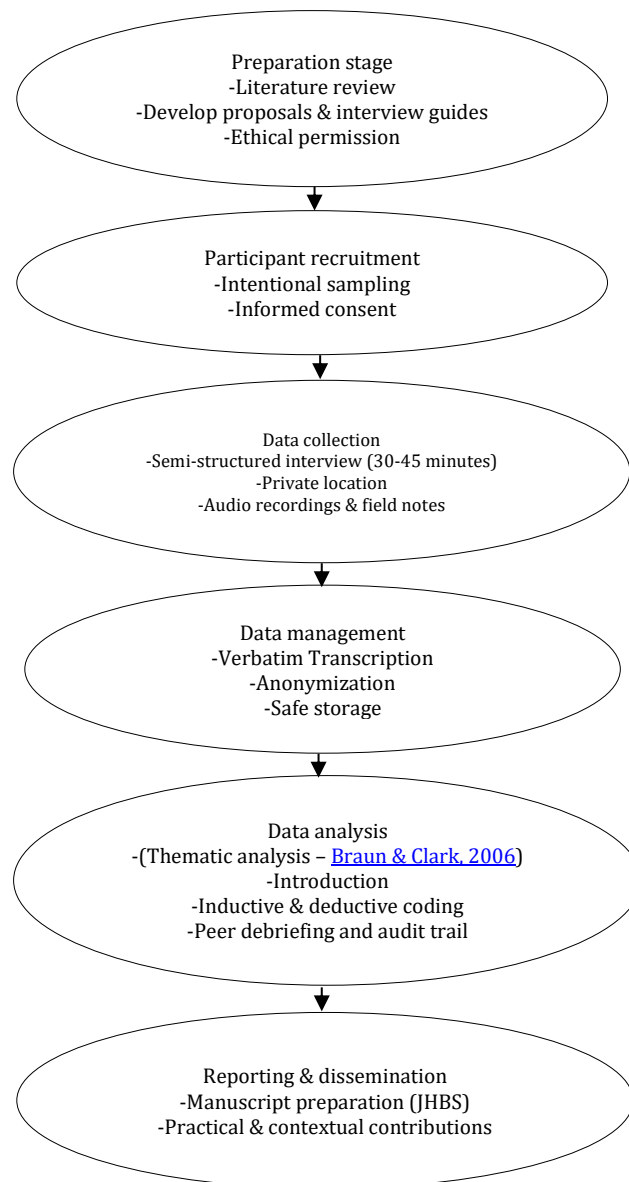 Preparation stage
-Literature review
-Develop proposals & interview guides
-Ethical permission
Participant recruitment
-Intentional sampling
-Informed consent
Data collection
-Semi-structured interview (30-45 minutes)
-Private location
-Audio recordings & field notes
Data management
-Verbatim Transcription
-Anonymization
-Safe storage
Data analysis
-(Thematic analysis – Braun & Clark, 2006)
-Introduction
-Inductive & deductive coding
-Peer debriefing and audit trail
Reporting & dissemination
-Manuscript preparation (JHBS)
-Practical & contextual contributions